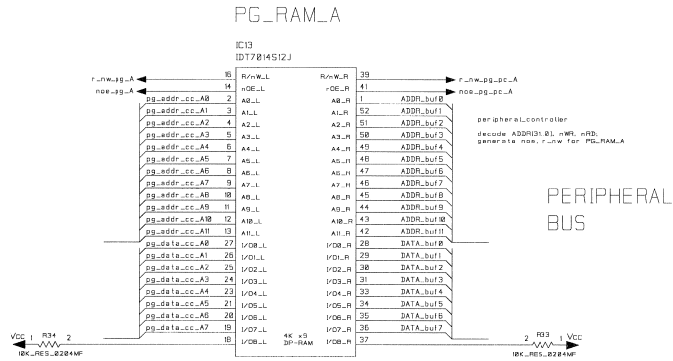 PG_RAM_A
IC13
IDT7014S12J
r_nw_pg_A 16 R/nW_L R/nW_R 39 r_nw_pg_pc_A
noe_pg_A 14 nOE_L rOE_R 41 noe_pg_pc_A
pg_addr_cc_A0 2 A0_L A0_R 1 ADDR_buf0
pg_addr_cc_A1 3 A1_L A1_R 52 ADDR_buf1
pg_addr_cc_A2 4 A2_L A2_R 51 ADDR_buf2
pg_addr_cc_A3 5 A3_L A3_R 50 ADDR_buf3
pg_addr_cc_A4 6 A4_L A4_R 49 ADDR_buf4
pg_addr_cc_A5 7 A5_L A5_R 48 ADDR_buf5
pg_addr_cc_A6 8 A6_L A6_R 47 ADDR_buf6
pg_addr_cc_A7 9 A7_L A7_R 46 ADDR_buf7
pg_addr_cc_A8 10 A8_L A8_R 45 ADDR_buf8
pg_addr_cc_A9 11 A9_L A9_R 44 ADDR_buf9
pg_addr_cc_A10 12 A10_L A10_R 43 ADDR_buf10
pg_addr_cc_A11 13 A11_L A11_R 42 ADDR_buf11
pg_data_cc_A0 27 I/O0_L I/O0_R 28 DATA_buf0
pg_data_cc_A1 26 I/O1_L I/O1_R 29 DATA_buf1
pg_data_cc_A2 25 I/O2_L I/O2_R 30 DATA_buf2
pg_data_cc_A3 24 I/O3_L I/O3_R 31 DATA_buf3
pg_data_cc_A4 23 I/O4_L I/O4_R 33 DATA_buf4
pg_data_cc_A5 21 I/O5_L I/O5_R 34 DATA_buf5
pg_data_cc_A6 20 I/O6_L I/O6_R 35 DATA_buf6
pg_data_cc_A7 19 I/O7_L I/O7_R 36 DATA_buf7
18 I/O8_L I/O8_R 37
4K x9
DP-RAM
peripheral_controller
decode ADDR(31.0), nWR, nRD;
generate noe, r_nw for PG_RAM_A
PERIPHERAL
BUS
VCC 1 R34 2
10K_RES_0204MF
2 R33 1 VCC
10K_RES_0204MF